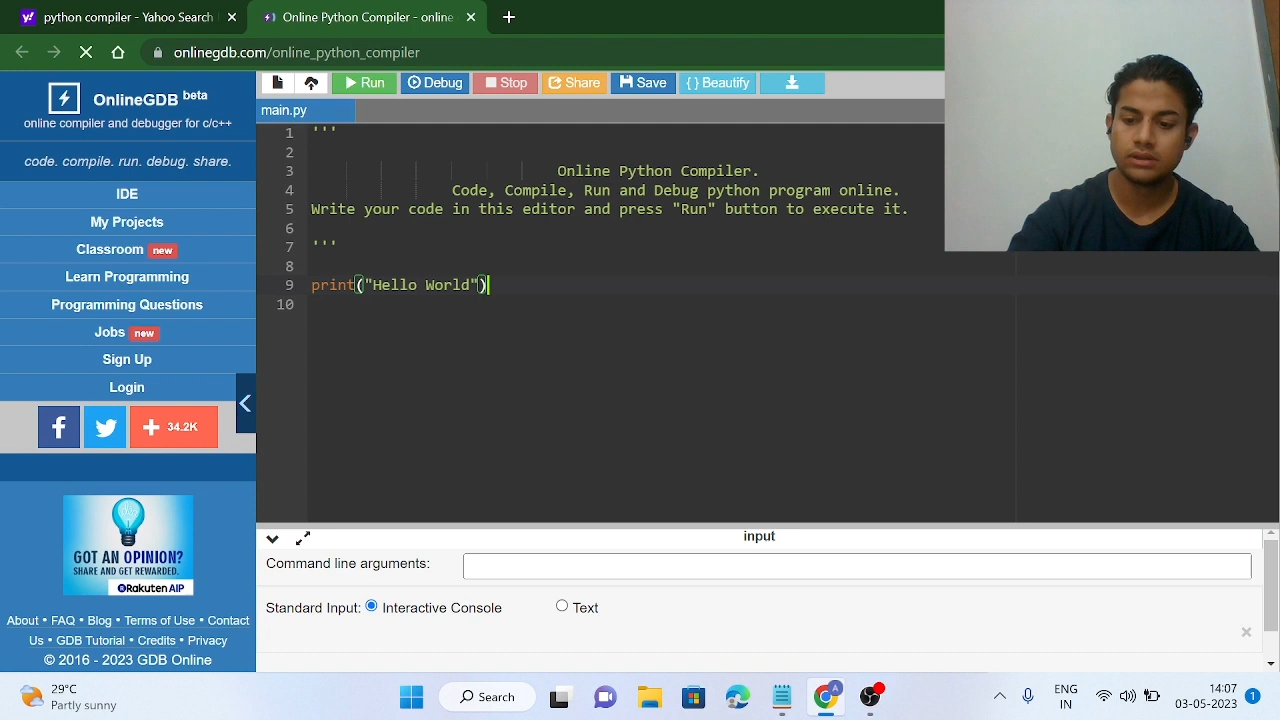 python compiler - Yahoo Search
Online Python Compiler - online
onlinegdb.com/online_python_compiler
OnlineGDB beta
online compiler and debugger for c/c++
code. compile. run. debug. share.
IDE
My Projects
Classroom new
Learn Programming
Programming Questions
Jobs new
Sign Up
Login
34.2K
GOT AN OPINION?
SHARE AND GET REWARDED.
Rakuten AIP
About • FAQ • Blog • Terms of Use • Contact
Us • GDB Tutorial • Credits • Privacy
© 2016 - 2023 GDB Online
Run Debug Stop Share Save { } Beautify
main.py
1 '''
2
3 Online Python Compiler.
4 Code, Compile, Run and Debug python program online.
5 Write your code in this editor and press "Run" button to execute it.
6
7 '''
8
9 print("Hello World")
10
input
Command line arguments:
Standard Input: Interactive Console Text
29°C
Partly sunny
Search
A
ENG
IN
14:07
03-05-2023
1